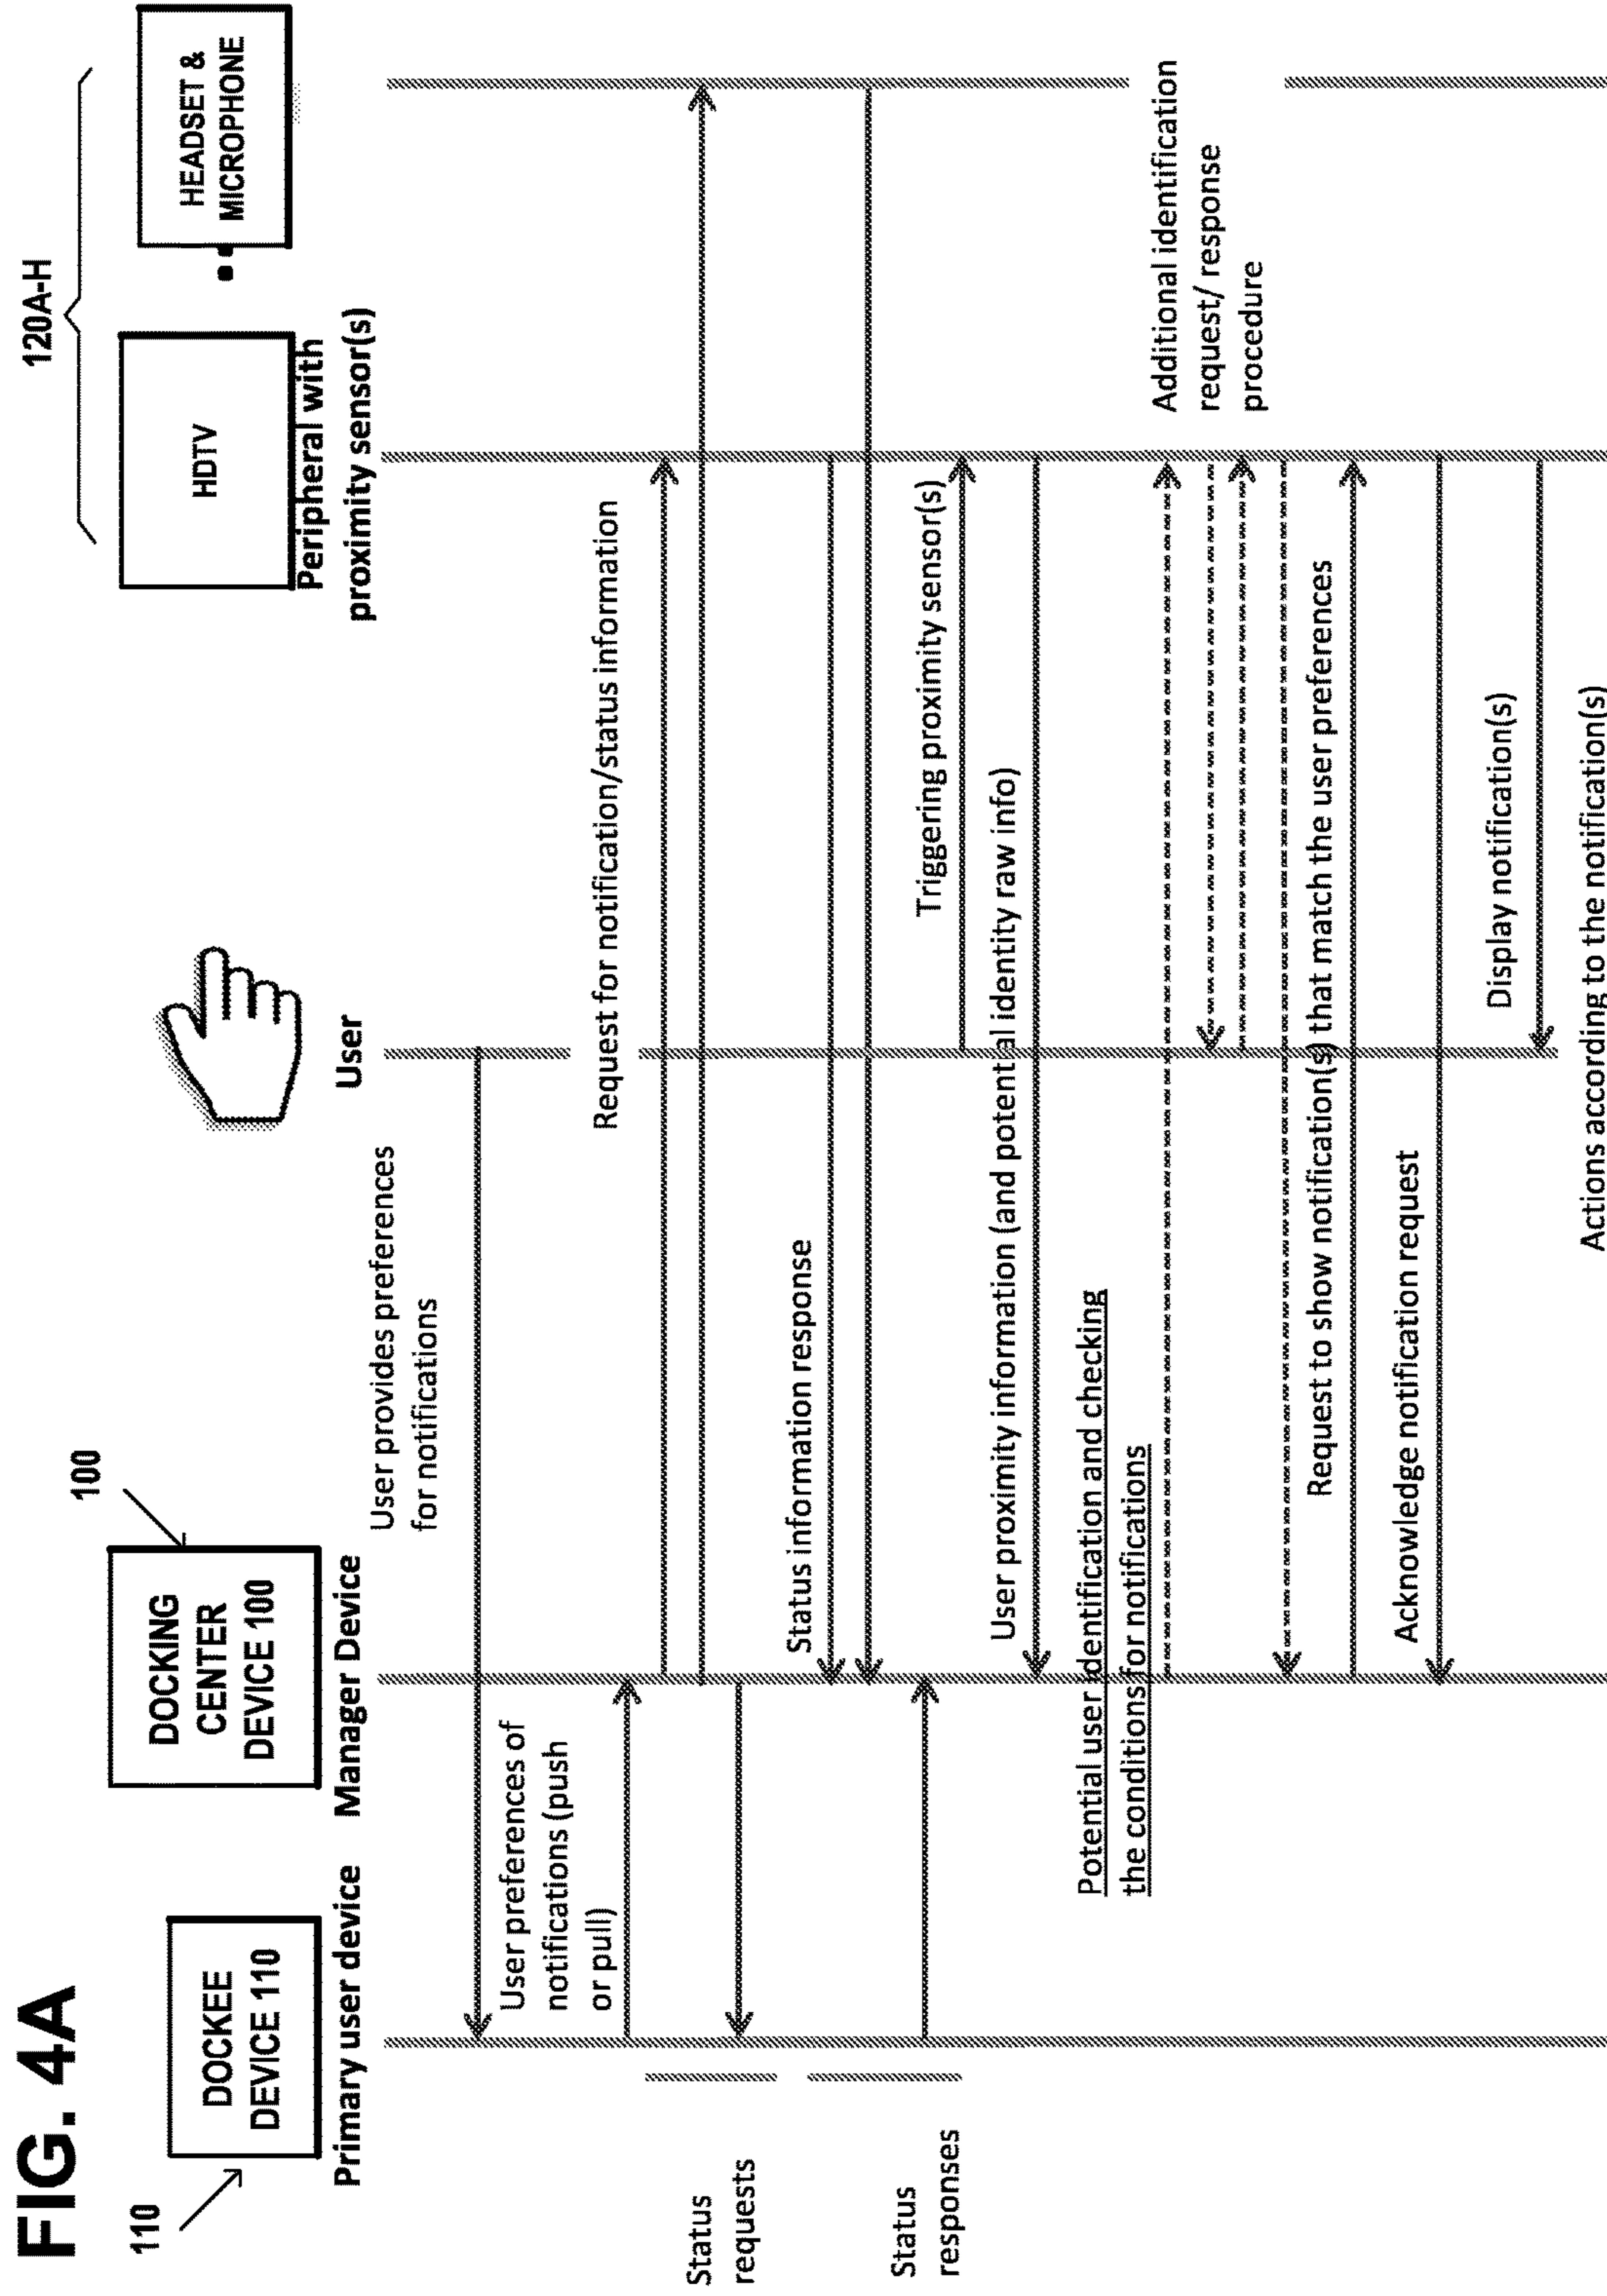 FIG. 4A
110
DOCKEE
DEVICE 110
Primary user device
100
DOCKING
CENTER
DEVICE 100
Manager Device
User
120A-H
HDTV
Peripheral with
proximity sensor(s)
HEADSET &
MICROPHONE
User provides preferences
for notifications
User preferences of
notifications (push
or pull)
Request for notification/status information
Status
requests
Status information response
Status
responses
Triggering proximity sensor(s)
User proximity information (and potential identity raw info)
Potential user identification and checking
the conditions for notifications
Additional identification
request/ response
procedure
Request to show notification(s) that match the user preferences
Acknowledge notification request
Display notification(s)
Actions according to the notification(s)